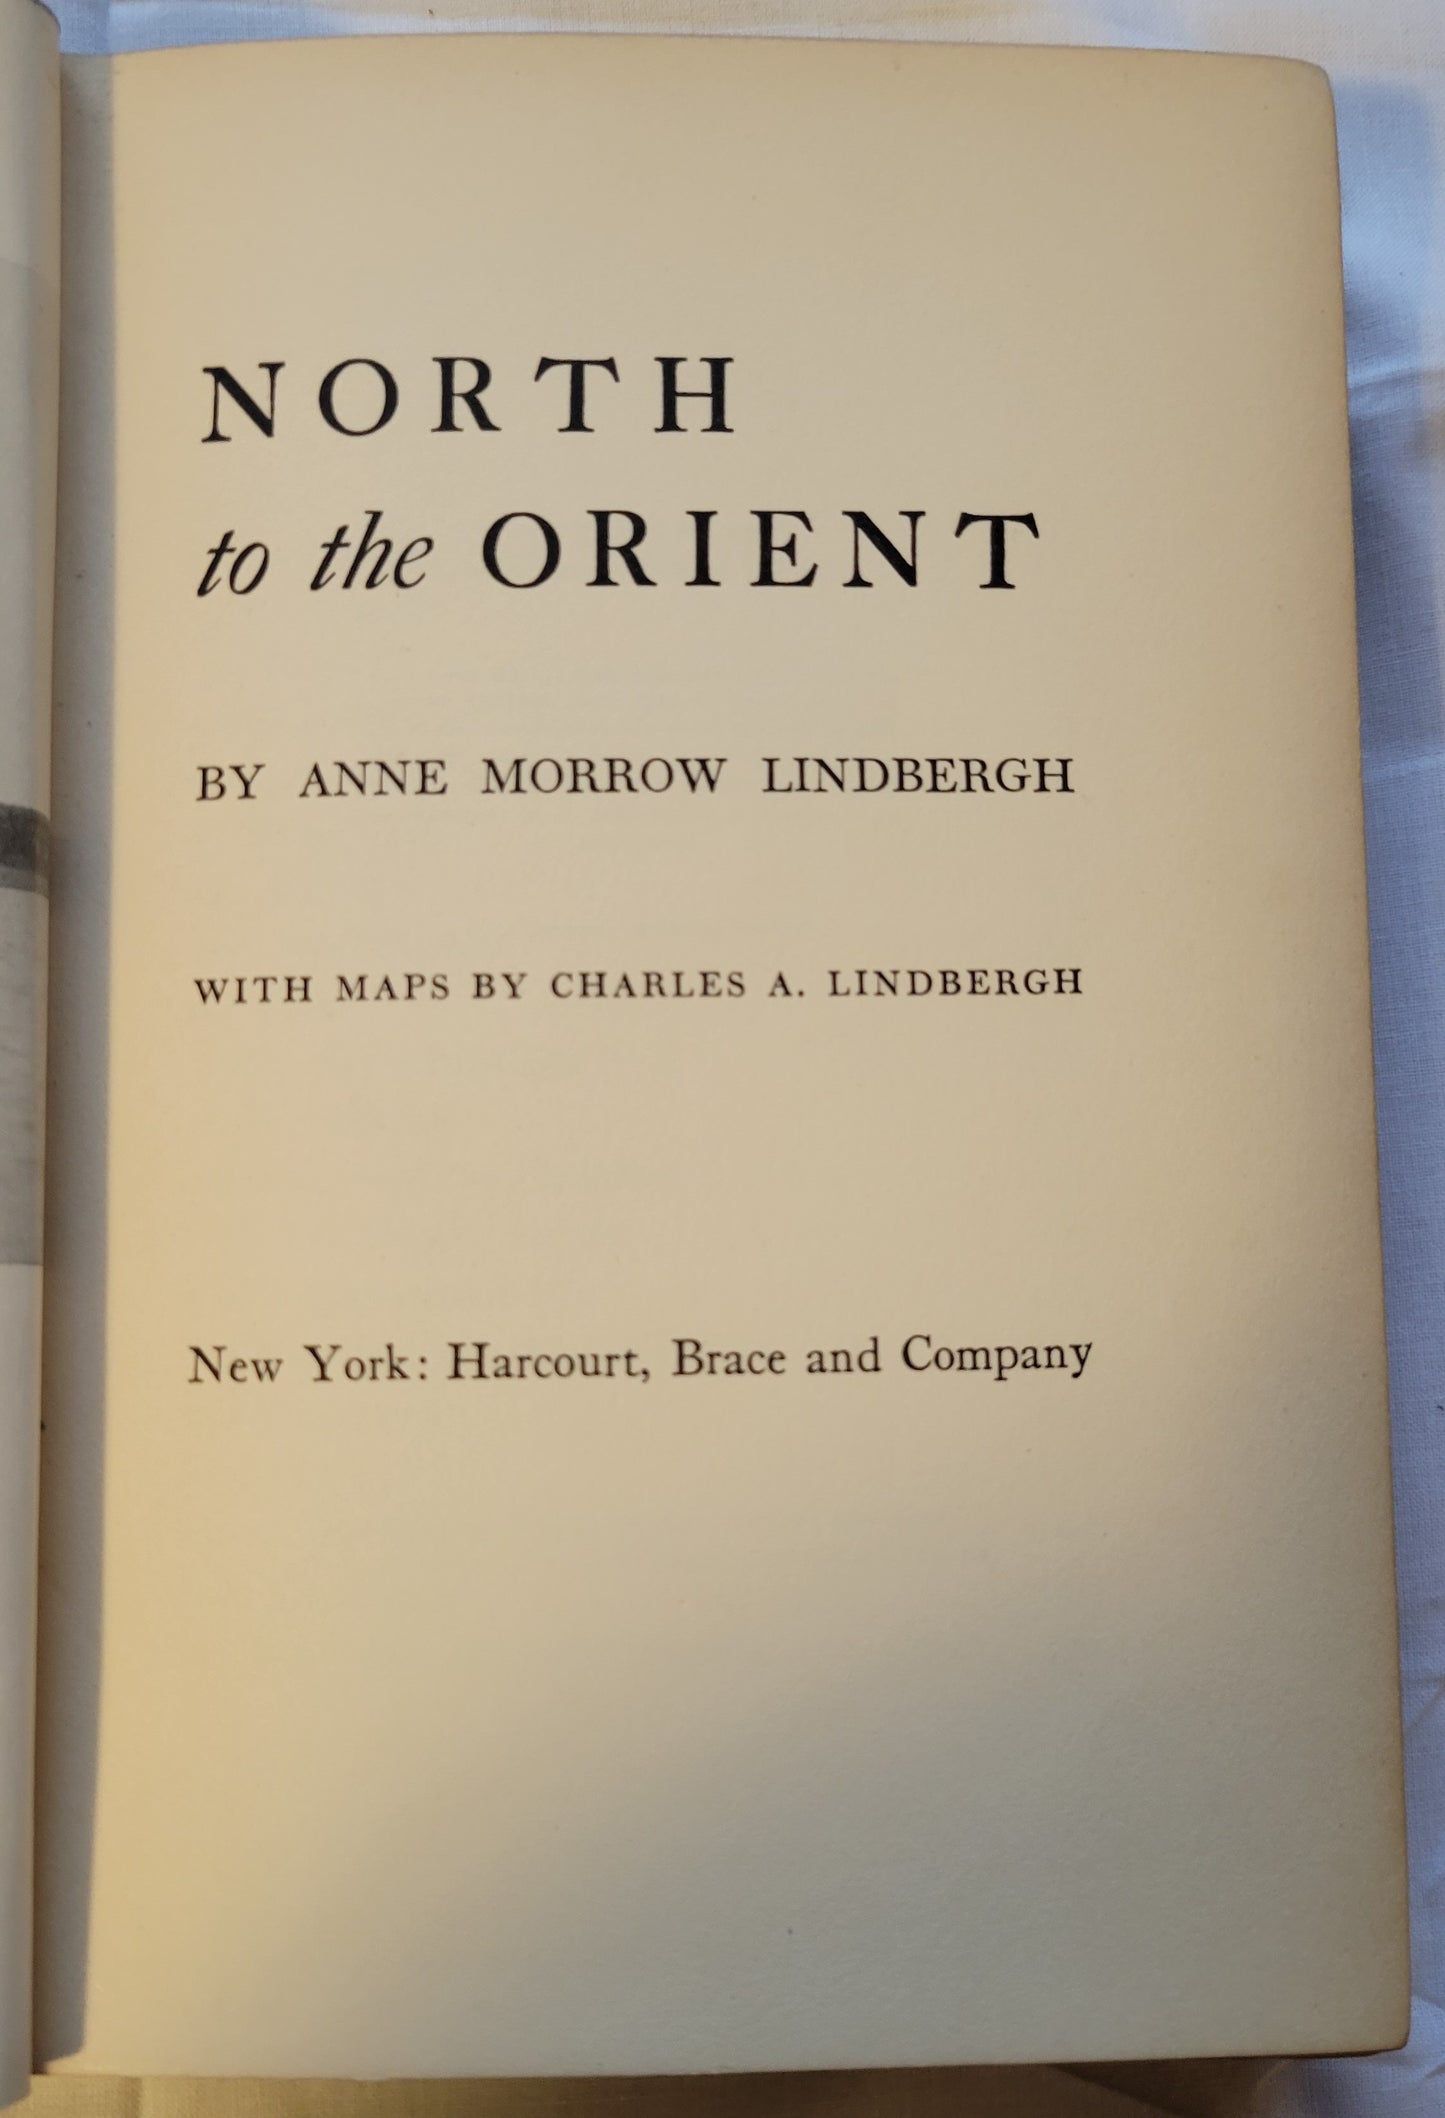 NORTH
to the ORIENT
BY ANNE MORROW LINDBERGH
WITH MAPS BY CHARLES A. LINDBERGH
New York: Harcourt, Brace and Company